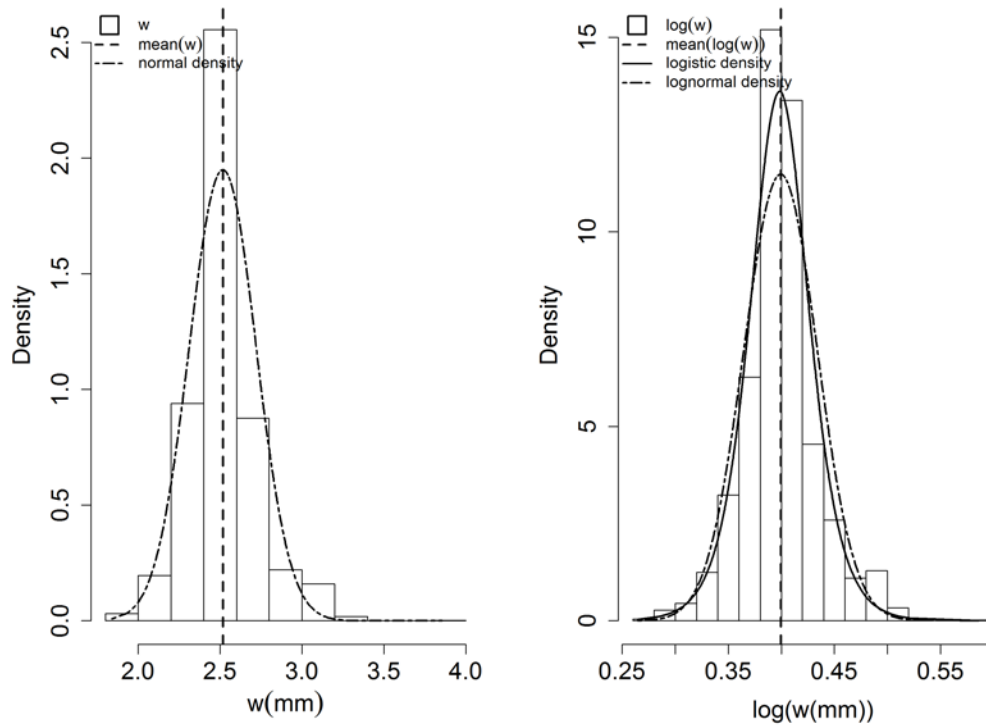 w
mean(w)
normal density
Density
0.0
0.5
1.0
1.5
2.0
2.5
2.0
2.5
3.0
3.5
4.0
w(mm)
log(w)
mean(log(w))
logistic density
lognormal density
Density
0
5
10
15
0.25
0.35
0.45
0.55
log(w(mm))